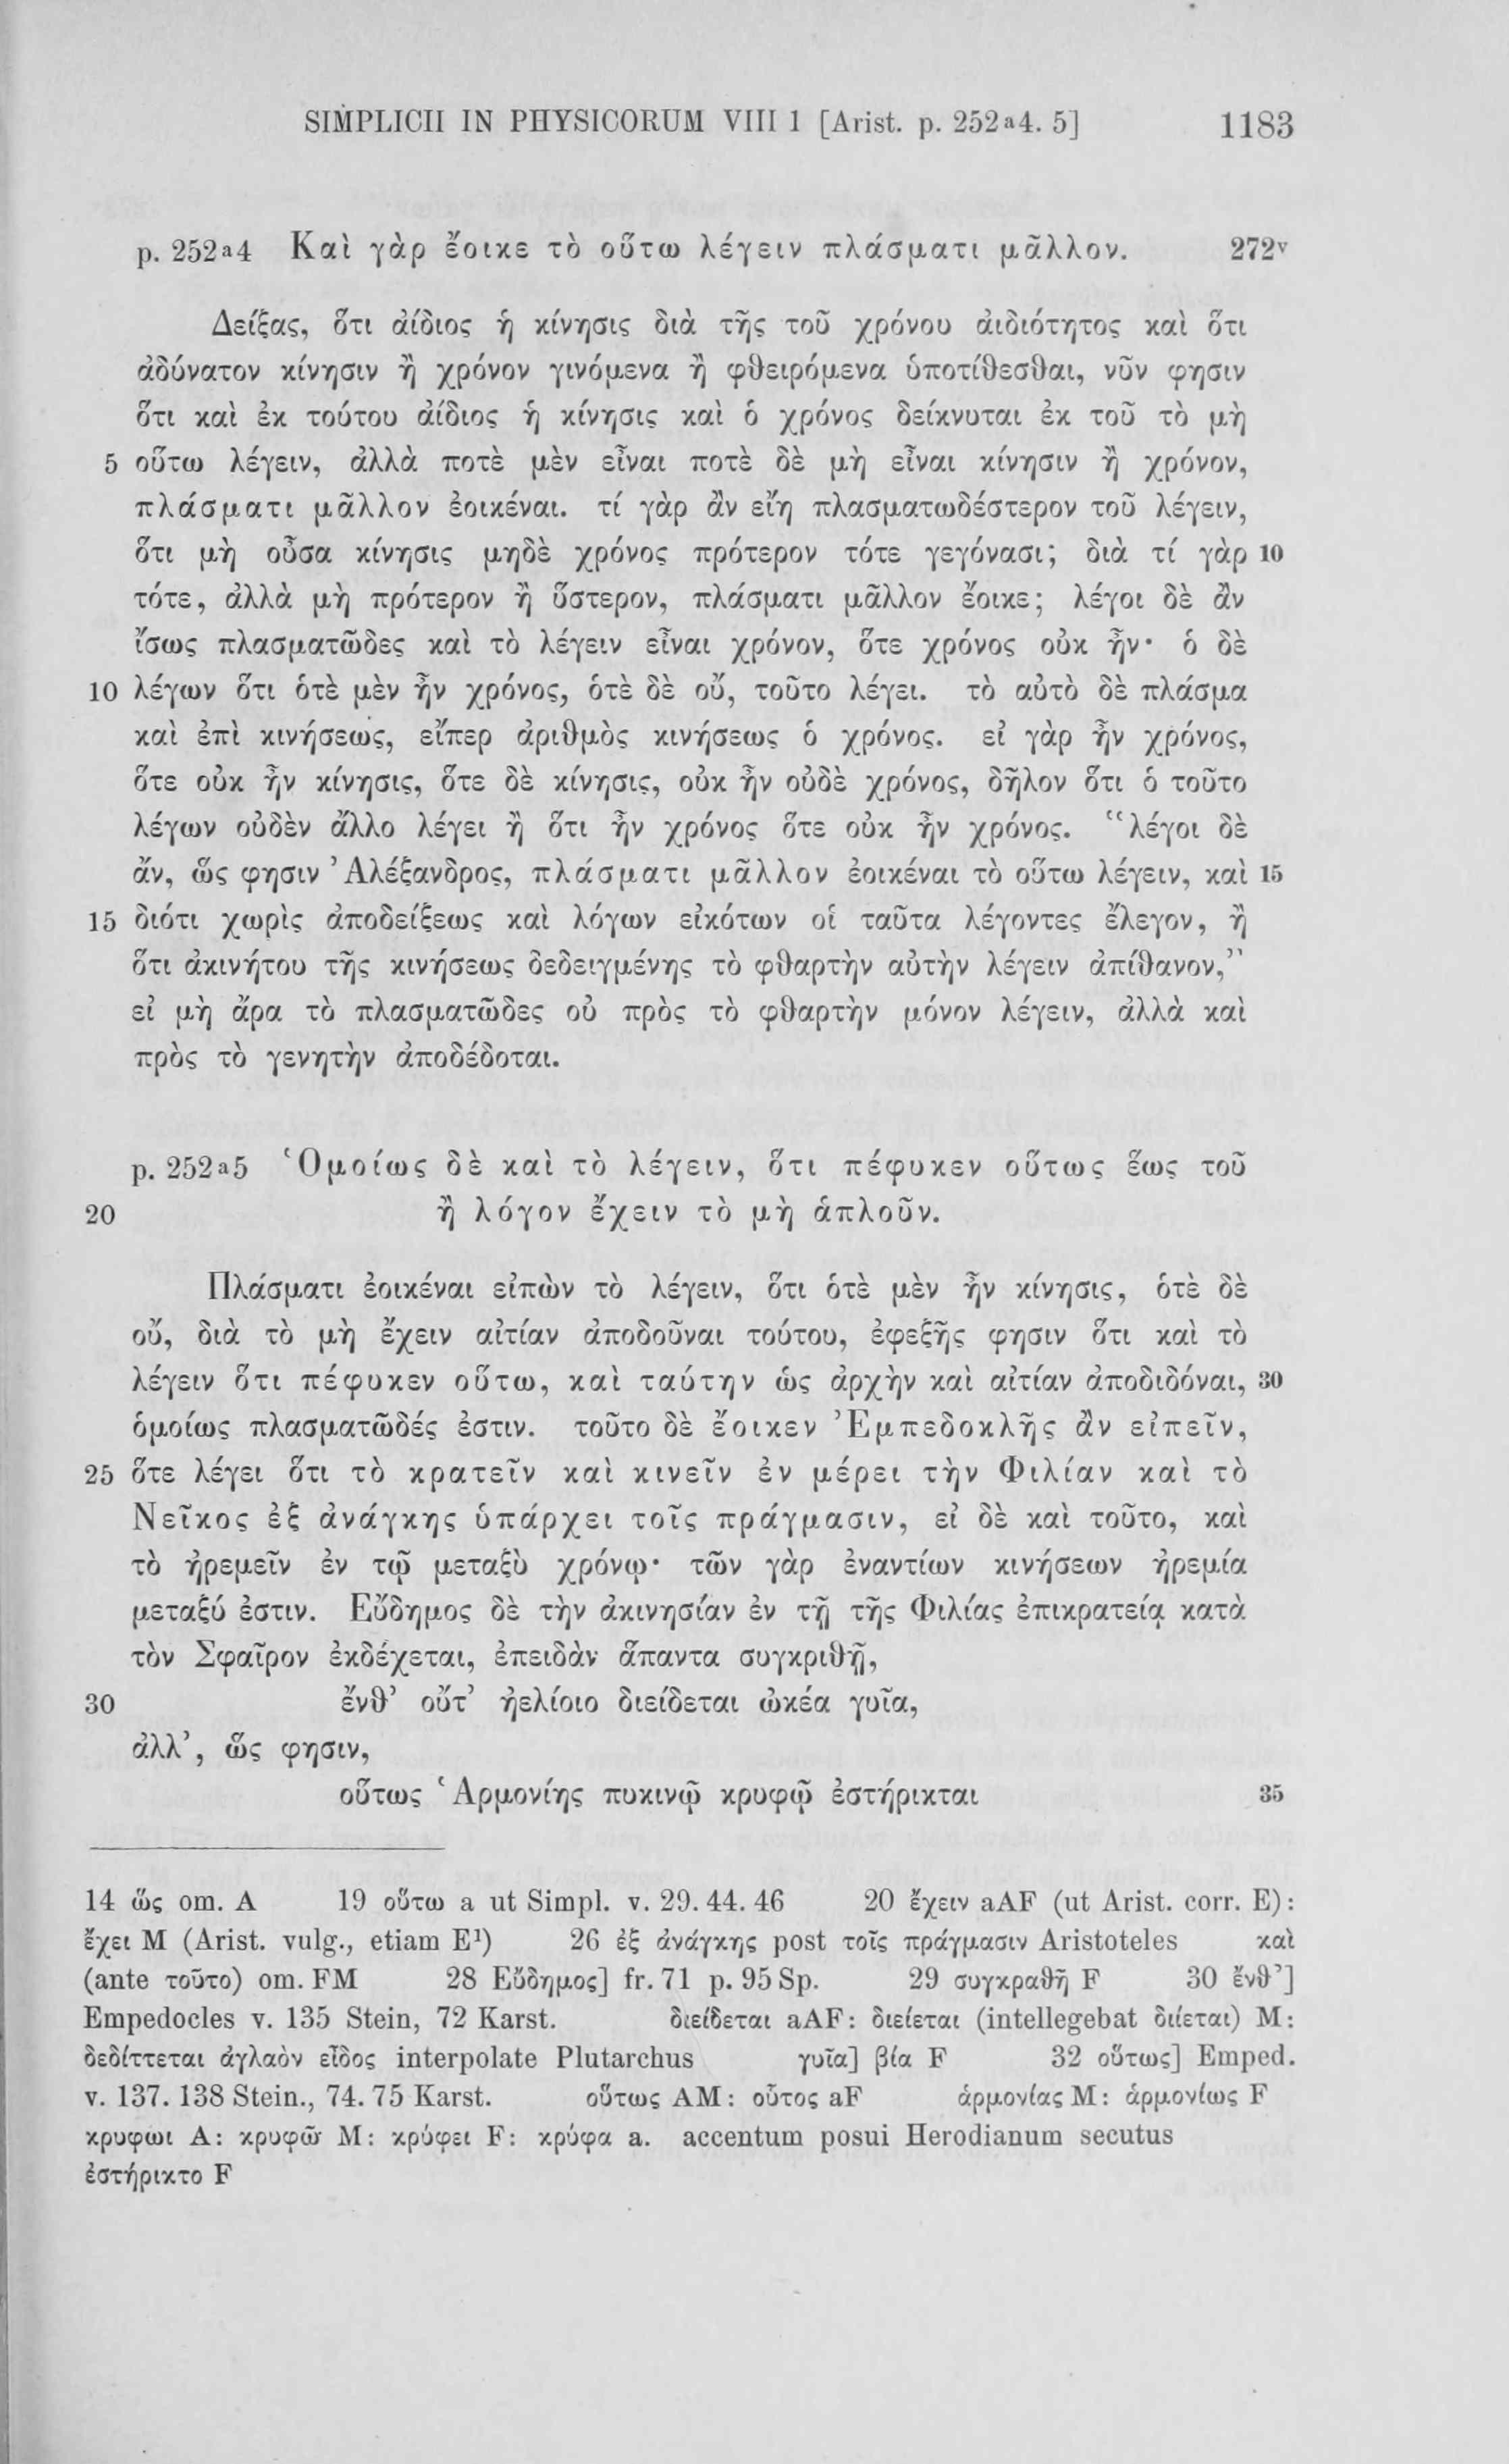 SIMPLICII IN PHYSICORUM VIII 1 [Arist. p. 252a4. 5] 1183
p. 252a4 Καὶ γὰρ ἔοικε τὸ οὕτω λέγειν πλάσματι μᾶλλον. 272v
Δείξας, ὅτι ἀίδιος ἡ κίνησις διὰ τῆς τοῦ χρόνου ἀιδιότητος καὶ ὅτι
ἀδύνατον κίνησιν ἢ χρόνον γινόμενα ἢ φθειρόμενα ὑποτίθεσθαι, νῦν φησιν
ὅτι καὶ ἐκ τούτου ἀίδιος ἡ κίνησις καὶ ὁ χρόνος δείκνυται ἐκ τοῦ τὸ μὴ
5 οὕτω λέγειν, ἀλλὰ ποτὲ μὲν εἶναι ποτὲ δὲ μὴ εἶναι κίνησιν ἢ χρόνον,
πλάσματι μᾶλλον ἐοικέναι. τί γὰρ ἂν εἴη πλασματωδέστερον τοῦ λέγειν,
ὅτι μὴ οὖσα κίνησις μηδὲ χρόνος πρότερον τότε γεγόνασι; διὰ τί γὰρ 10
τότε, ἀλλὰ μὴ πρότερον ἢ ὕστερον, πλάσματι μᾶλλον ἔοικε; λέγοι δὲ ἂν
ἴσως πλασματῶδες καὶ τὸ λέγειν εἶναι χρόνον, ὅτε χρόνος οὐκ ἦν· ὁ δὲ
10 λέγων ὅτι ὁτὲ μὲν ἦν χρόνος, ὁτὲ δὲ οὔ, τοῦτο λέγει. τὸ αὐτὸ δὲ πλάσμα
καὶ ἐπὶ κινήσεως, εἴπερ ἀριθμὸς κινήσεως ὁ χρόνος. εἰ γὰρ ἦν χρόνος,
ὅτε οὐκ ἦν κίνησις, ὅτε δὲ κίνησις, οὐκ ἦν οὐδὲ χρόνος, δῆλον ὅτι ὁ τοῦτο
λέγων οὐδὲν ἄλλο λέγει ἢ ὅτι ἦν χρόνος ὅτε οὐκ ἦν χρόνος. “λέγοι δὲ
ἄν, ὥς φησιν Ἀλέξανδρος, πλάσματι μᾶλλον ἐοικέναι τὸ οὕτω λέγειν, καὶ 15
15 διότι χωρὶς ἀποδείξεως καὶ λόγων εἰκότων οἱ ταῦτα λέγοντες ἔλεγον, ἢ
ὅτι ἀκινήτου τῆς κινήσεως δεδειγμένης τὸ φθαρτὴν αὐτὴν λέγειν ἀπίθανον,”
εἰ μὴ ἄρα τὸ πλασματῶδες οὐ πρὸς τὸ φθαρτὴν μόνον λέγειν, ἀλλὰ καὶ
πρὸς τὸ γενητὴν ἀποδέδοται.
p. 252a5 Ὁμοίως δὲ καὶ τὸ λέγειν, ὅτι πέφυκεν οὕτως ἕως τοῦ
20 ἢ λόγον ἔχειν τὸ μὴ ἁπλοῦν.
Πλάσματι ἐοικέναι εἰπὼν τὸ λέγειν, ὅτι ὁτὲ μὲν ἦν κίνησις, ὁτὲ δὲ
οὔ, διὰ τὸ μὴ ἔχειν αἰτίαν ἀποδοῦναι τούτου, ἐφεξῆς φησιν ὅτι καὶ τὸ
λέγειν ὅτι πέφυκεν οὕτω, καὶ ταύτην ὡς ἀρχὴν καὶ αἰτίαν ἀποδιδόναι, 30
ὁμοίως πλασματῶδές ἐστιν. τοῦτο δὲ ἔοικεν Ἐμπεδοκλῆς ἂν εἰπεῖν,
25 ὅτε λέγει ὅτι τὸ κρατεῖν καὶ κινεῖν ἐν μέρει τὴν Φιλίαν καὶ τὸ
Νεῖκος ἐξ ἀνάγκης ὑπάρχει τοῖς πράγμασιν, εἰ δὲ καὶ τοῦτο, καὶ
τὸ ἠρεμεῖν ἐν τῷ μεταξὺ χρόνῳ· τῶν γὰρ ἐναντίων κινήσεων ἠρεμία
μεταξύ ἐστιν. Εὔδημος δὲ τὴν ἀκινησίαν ἐν τῇ τῆς Φιλίας ἐπικρατείᾳ κατὰ
τὸν Σφαῖρον ἐκδέχεται, ἐπειδὰν ἅπαντα συγκριθῇ,
30 ἔνθ’ οὔτ’ ἠελίοιο διείδεται ὠκέα γυῖα,
ἀλλ’, ὥς φησιν,
οὕτως Ἁρμονίης πυκινῷ κρυφῷ ἐστήρικται 35
14 ὥς om. A 19 οὕτω a ut Simpl. v. 29. 44. 46 20 ἔχειν aAF (ut Arist. corr. E):
ἔχει M (Arist. vulg., etiam E¹) 26 ἐξ ἀνάγκης post τοῖς πράγμασιν Aristoteles καὶ
(ante τοῦτο) om. FM 28 Εὔδημος] fr. 71 p. 95 Sp. 29 συγκραθῇ F 30 ἔνθ’]
Empedocles v. 135 Stein, 72 Karst. διείδεται aAF: διείεται (intellegebat διίεται) M:
δεδίττεται ἀγλαὸν εἶδος interpolate Plutarchus γυῖα] βία F 32 οὕτως] Emped.
v. 137. 138 Stein., 74. 75 Karst. οὕτως AM: οὗτος aF ἁρμονίας M: ἁρμονίως F
κρυφωι A: κρυφῶ M: κρύφει F: κρύφα a. accentum posui Herodianum secutus
ἐστήρικτο F